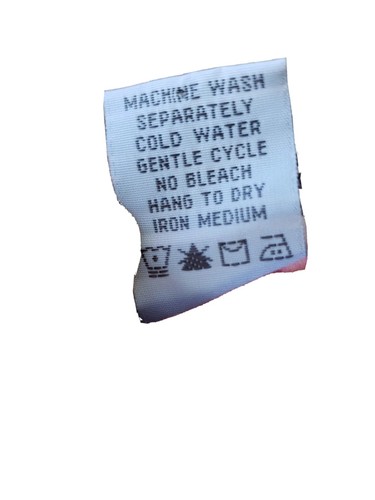 MACHINE WASH
SEPARATELY
COLD WATER
GENTLE CYCLE
NO BLEACH
HANG TO DRY
IRON MEDIUM